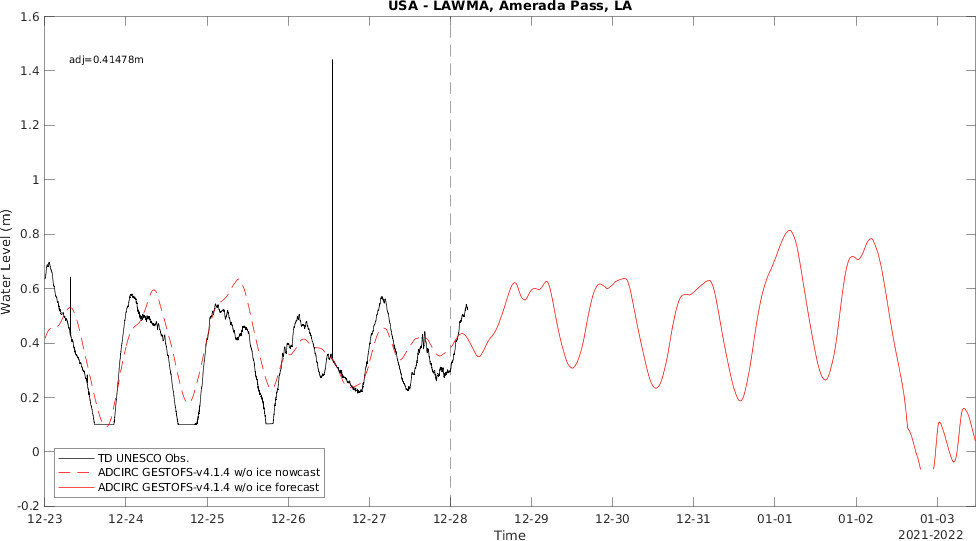 USA - LAWMA, Amerada Pass, LA
1.6
adj=0.41478m
1.4
1.2
1
0.8
0.6
0.4
0.2
0
-0.2
Water Level (m)
TD UNESCO Obs.
ADCIRC GESTOFS-v4.1.4 w/o ice nowcast
ADCIRC GESTOFS-v4.1.4 w/o ice forecast
12-23 12-24 12-25 12-26 12-27 12-28 12-29 12-30 12-31 01-01 01-02 01-03
Time
2021-2022